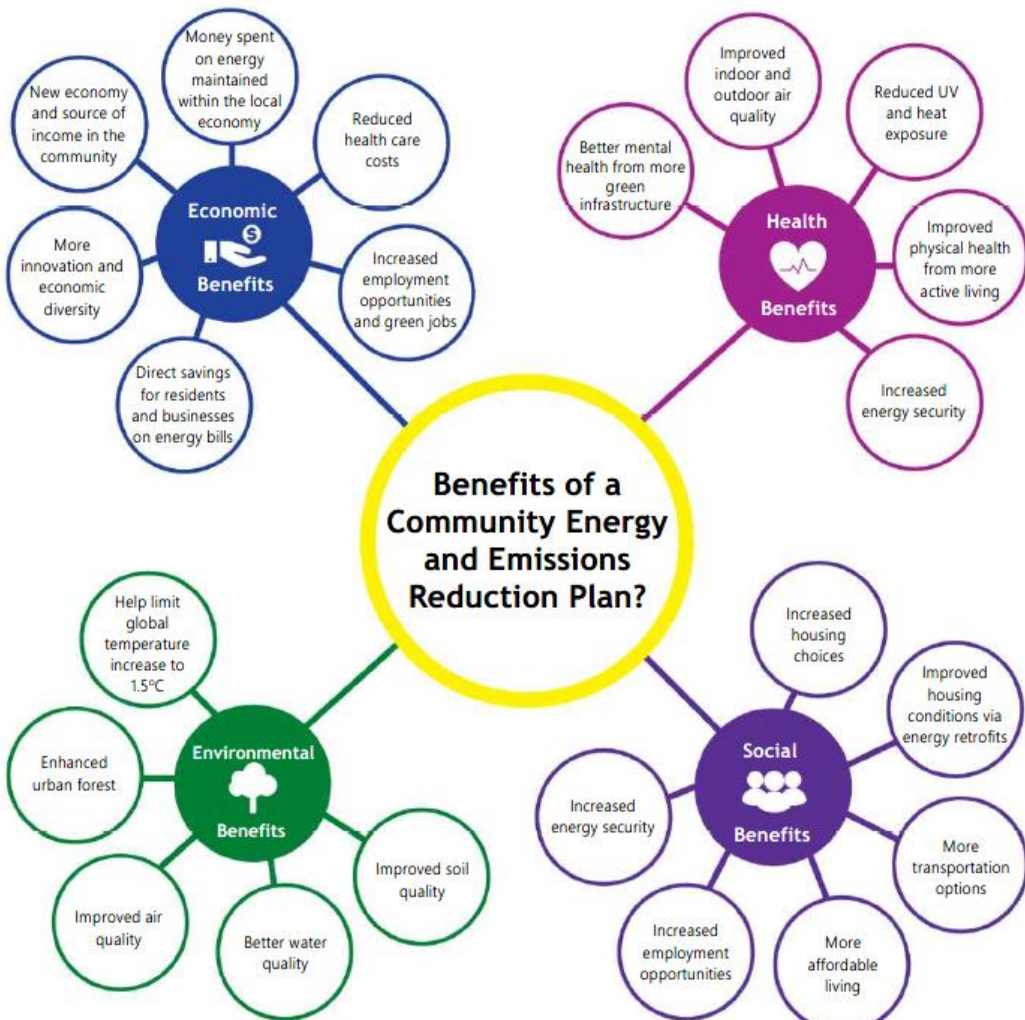 Money spent
on energy
maintained
within the local
economy
New economy
and source of
income in the
community
Reduced
health care
costs
Economic
$
Benefits
More
innovation and
economic
diversity
Increased
employment
opportunities
and green jobs
Direct savings
for residents
and businesses
on energy bills
Improved
indoor and
outdoor air
quality
Reduced UV
and heat
exposure
Better mental
health from more
green
infrastructure
Health
Benefits
Improved
physical health
from more
active living
Increased
energy security
Benefits of a
Community Energy
and Emissions
Reduction Plan?
Help limit
global
temperature
increase to
1.5ºC
Enhanced
urban forest
Environmental
Benefits
Improved air
quality
Better water
quality
Improved soil
quality
Increased
housing
choices
Improved
housing
conditions via
energy retrofits
Social
Benefits
Increased
energy security
More
transportation
options
Increased
employment
opportunities
More
affordable
living